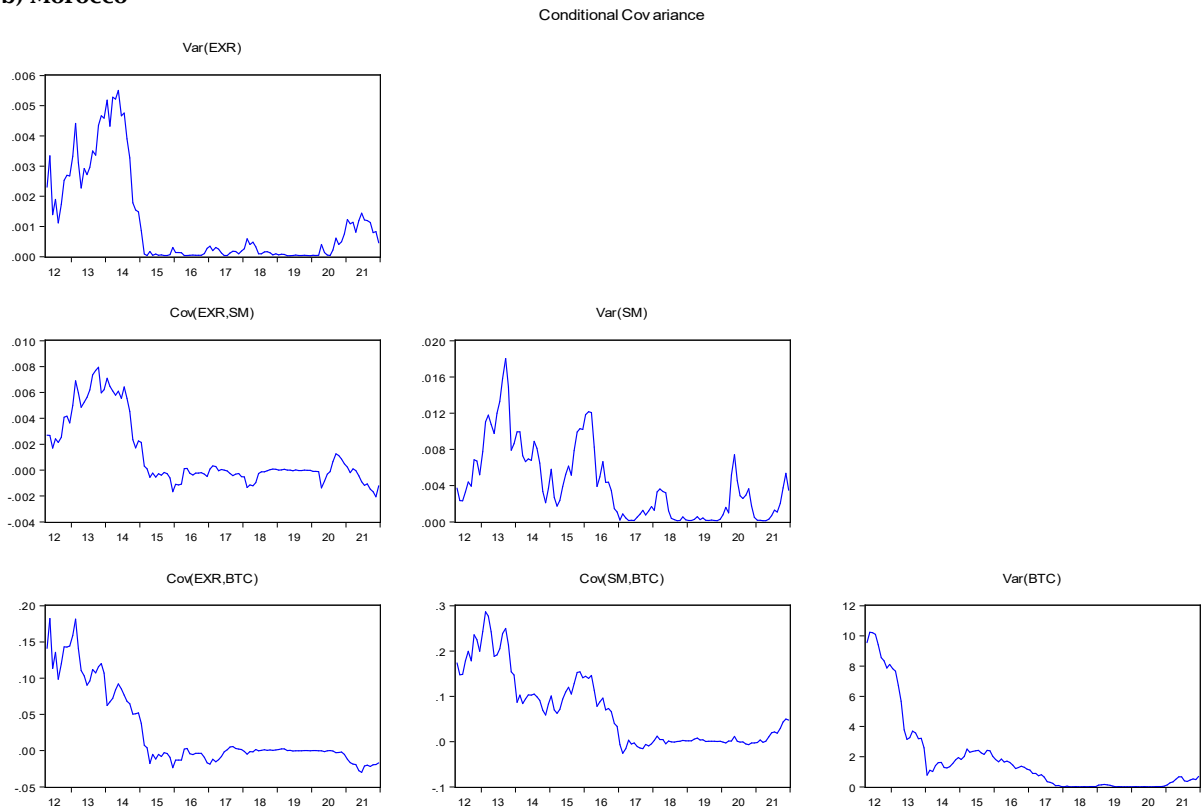 b) Morocco
Conditional Covariance
Var(EXR)
.006
.005
.004
.003
.002
.001
.000
12 13 14 15 16 17 18 19 20 21
Cov(EXR,SM)
.010
.008
.006
.004
.002
.000
-.002
-.004
12 13 14 15 16 17 18 19 20 21
Var(SM)
.020
.016
.012
.008
.004
.000
12 13 14 15 16 17 18 19 20 21
Cov(EXR,BTC)
.20
.15
.10
.05
.00
-.05
12 13 14 15 16 17 18 19 20 21
Cov(SM,BTC)
.3
.2
.1
.0
-.1
12 13 14 15 16 17 18 19 20 21
Var(BTC)
12
10
8
6
4
2
0
12 13 14 15 16 17 18 19 20 21